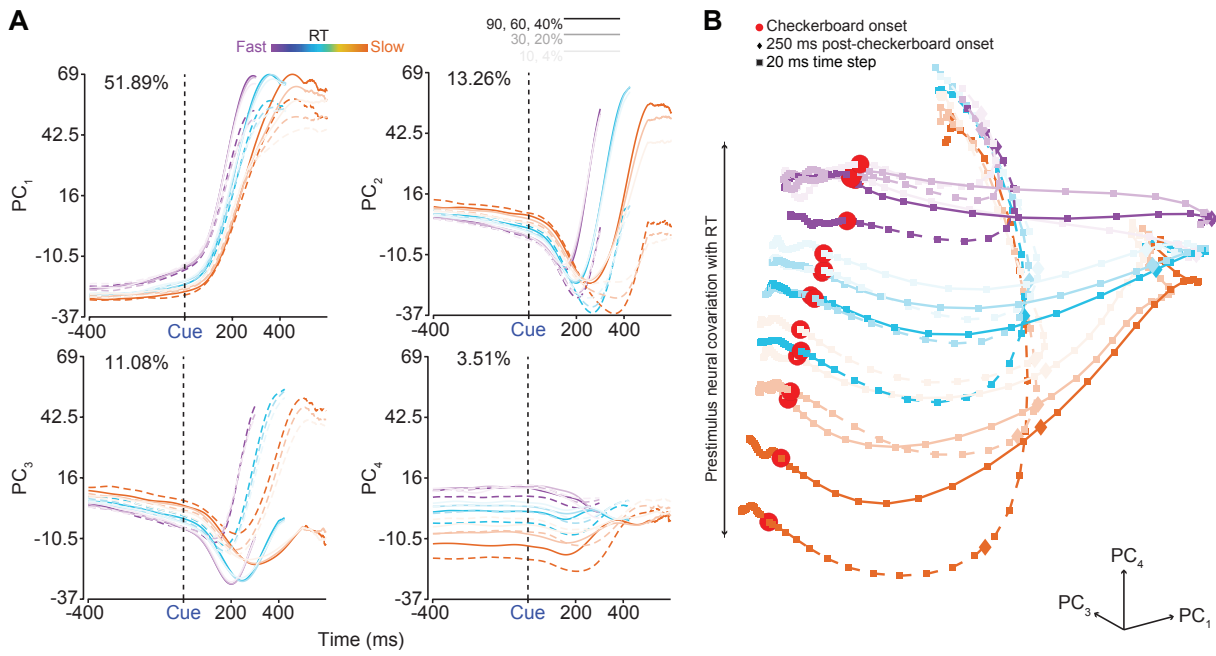 A
RT
Fast
Slow
90, 60, 40%
30, 20%
10, 4%
51.89%
69
42.5
16
-10.5
-37
PC1
-400
Cue
200
400
13.26%
69
42.5
16
-10.5
-37
PC2
-400
Cue
200
400
11.08%
69
42.5
16
-10.5
-37
PC3
-400
Cue
200
400
3.51%
69
42.5
16
-10.5
-37
PC4
-400
Cue
200
400
Time (ms)
B
Checkerboard onset
250 ms post-checkerboard onset
20 ms time step
Prestimulus neural covariation with RT
PC4
PC3
PC1